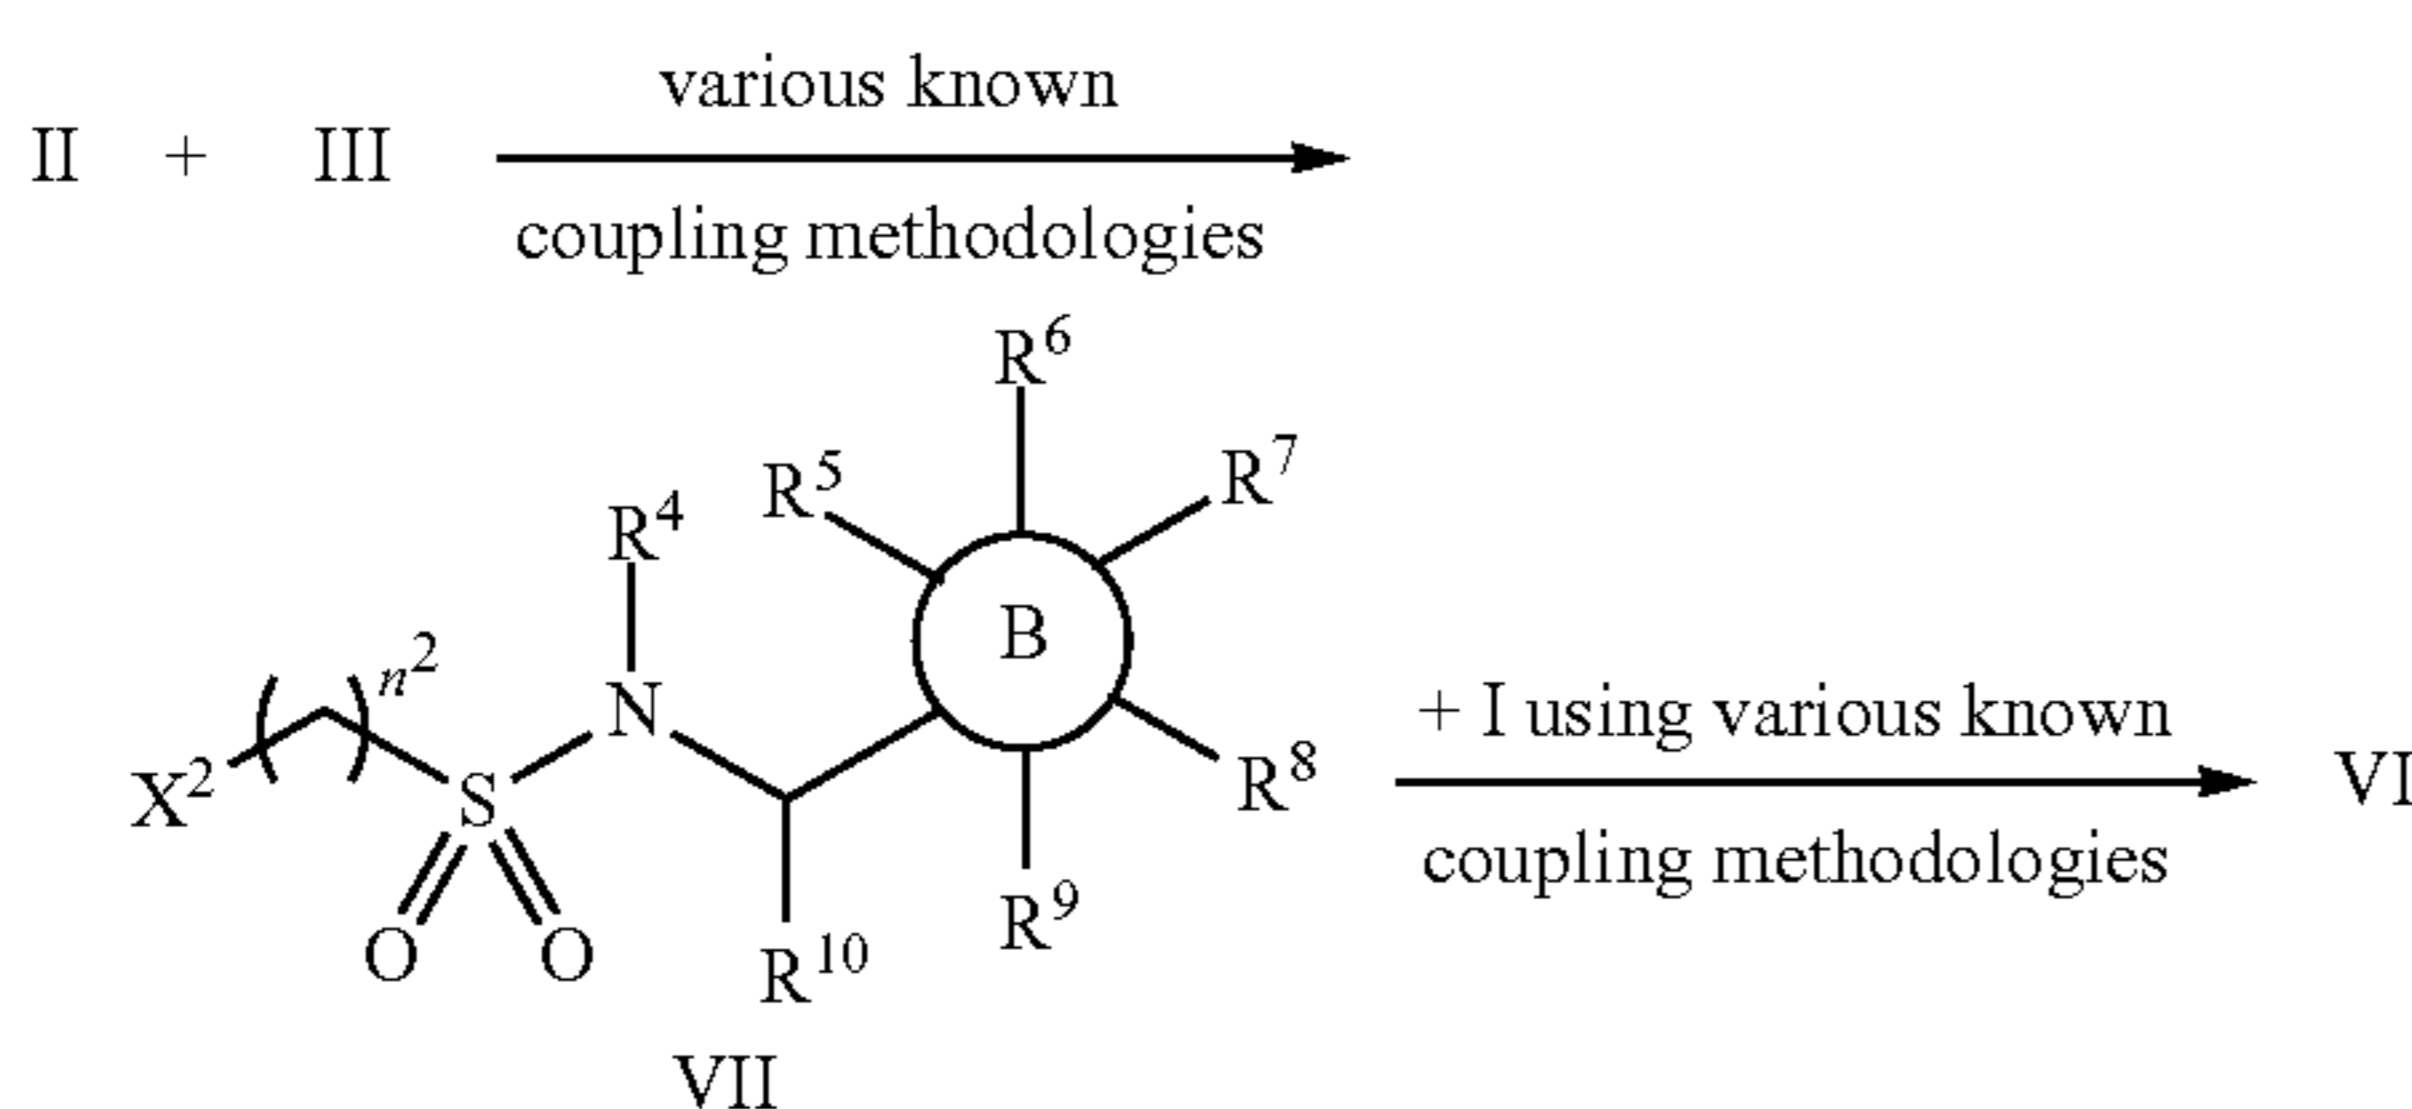 various known
II + III
coupling methodologies
R⁶
R⁵
R⁷
R⁴
B
n²
N
+ I using various known
X²
S
R⁸
VI
coupling methodologies
O O
R⁹
R¹⁰
VII